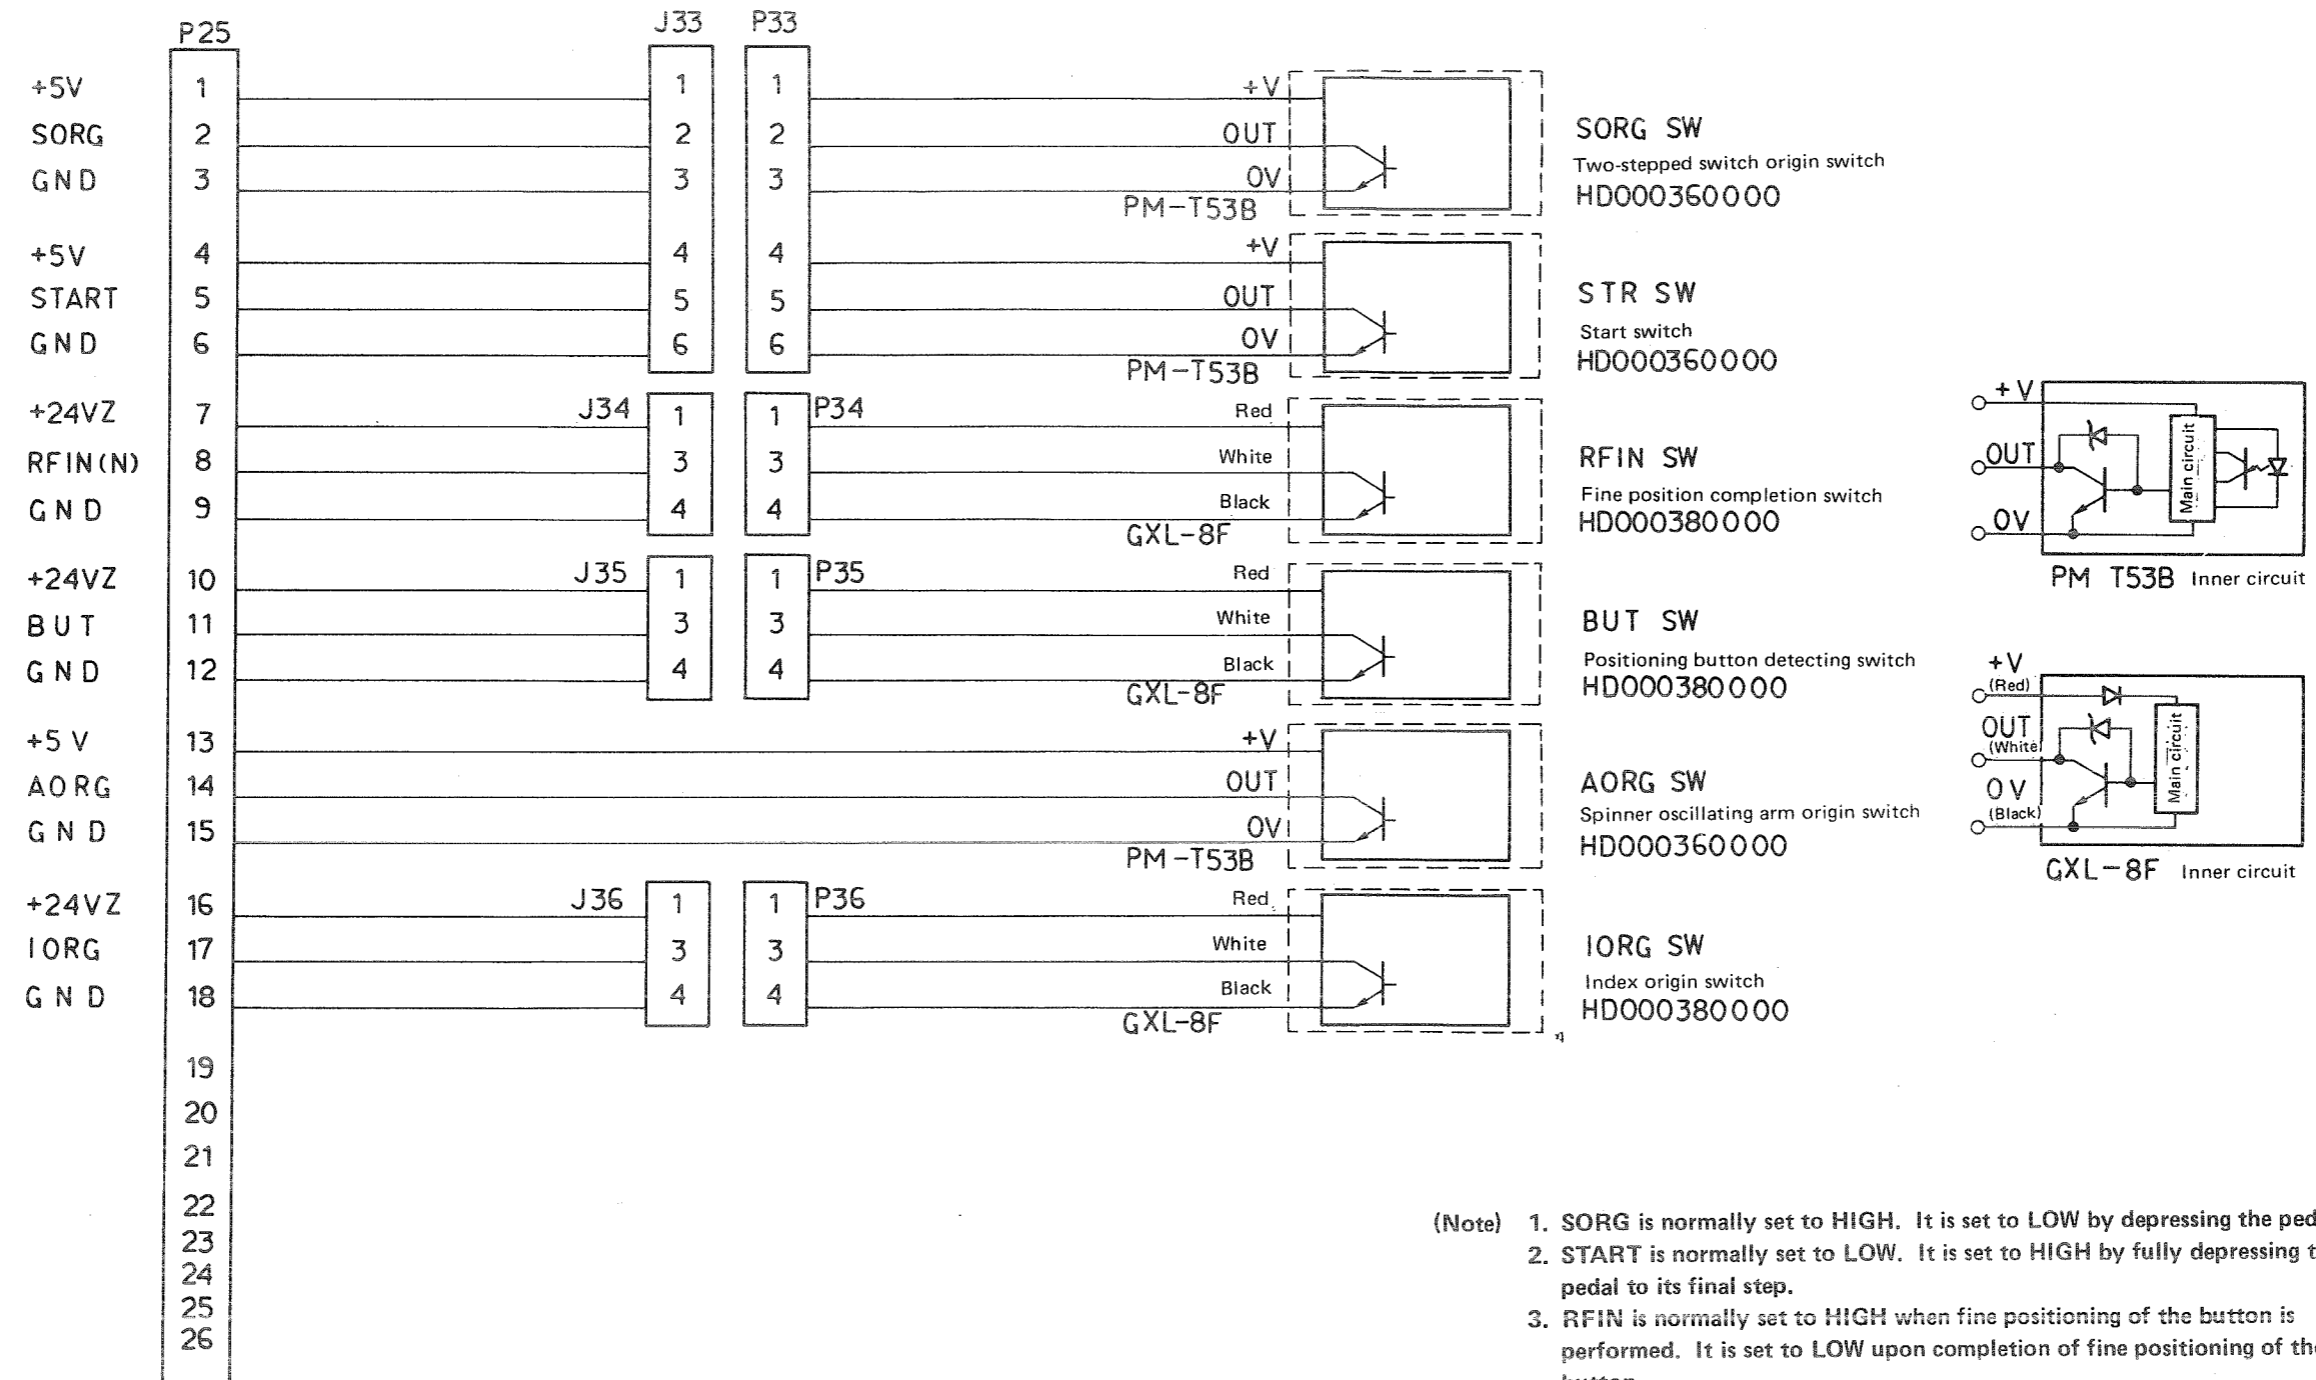 P25 J33 P33
+5V 1 1 1 +V
SORG 2 2 2 OUT
GND 3 3 3 0V
PM-T53B
SORG SW
Two-stepped switch origin switch
HD000360000
+5V 4 4 4 +V
START 5 5 5 OUT
GND 6 6 6 0V
PM-T53B
STR SW
Start switch
HD000360000
+24VZ 7 J34 1 1 P34 Red
RFIN(N) 8 3 3 White
GND 9 4 4 Black
GXL-8F
RFIN SW
Fine position completion switch
HD000380000
+24VZ 10 J35 1 1 P35 Red
BUT 11 3 3 White
GND 12 4 4 Black
GXL-8F
BUT SW
Positioning button detecting switch
HD000380000
+5V 13 +V
AORG 14 OUT
GND 15 0V
PM-T53B
AORG SW
Spinner oscillating arm origin switch
HD000360000
+24VZ 16 J36 1 1 P36 Red
IORG 17 3 3 White
GND 18 4 4 Black
GXL-8F
IORG SW
Index origin switch
HD000380000
19
20
21
22
23
24
25
26
+V
OUT
0V
Main circuit
PM T53B Inner circuit
+V
(Red)
OUT
(White)
0V
(Black)
Main circuit
GXL-8F Inner circuit
(Note) 1. SORG is normally set to HIGH. It is set to LOW by depressing the ped
2. START is normally set to LOW. It is set to HIGH by fully depressing t
pedal to its final step.
3. RFIN is normally set to HIGH when fine positioning of the button is
performed. It is set to LOW upon completion of fine positioning of the